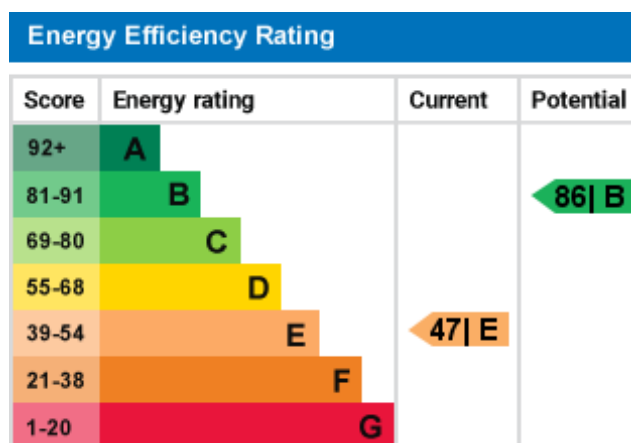 Energy Efficiency Rating
Score Energy rating Current Potential
92+ A
81-91 B 86| B
69-80 C
55-68 D
39-54 E 47| E
21-38 F
1-20 G